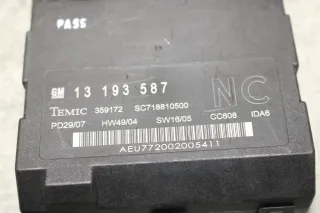 PASS
GM 13 193 587 NC
TEMIC 359172 SC718810500
PD29/07 HW49/04 SW16/05 CC608 IDA6
AEU772002005411